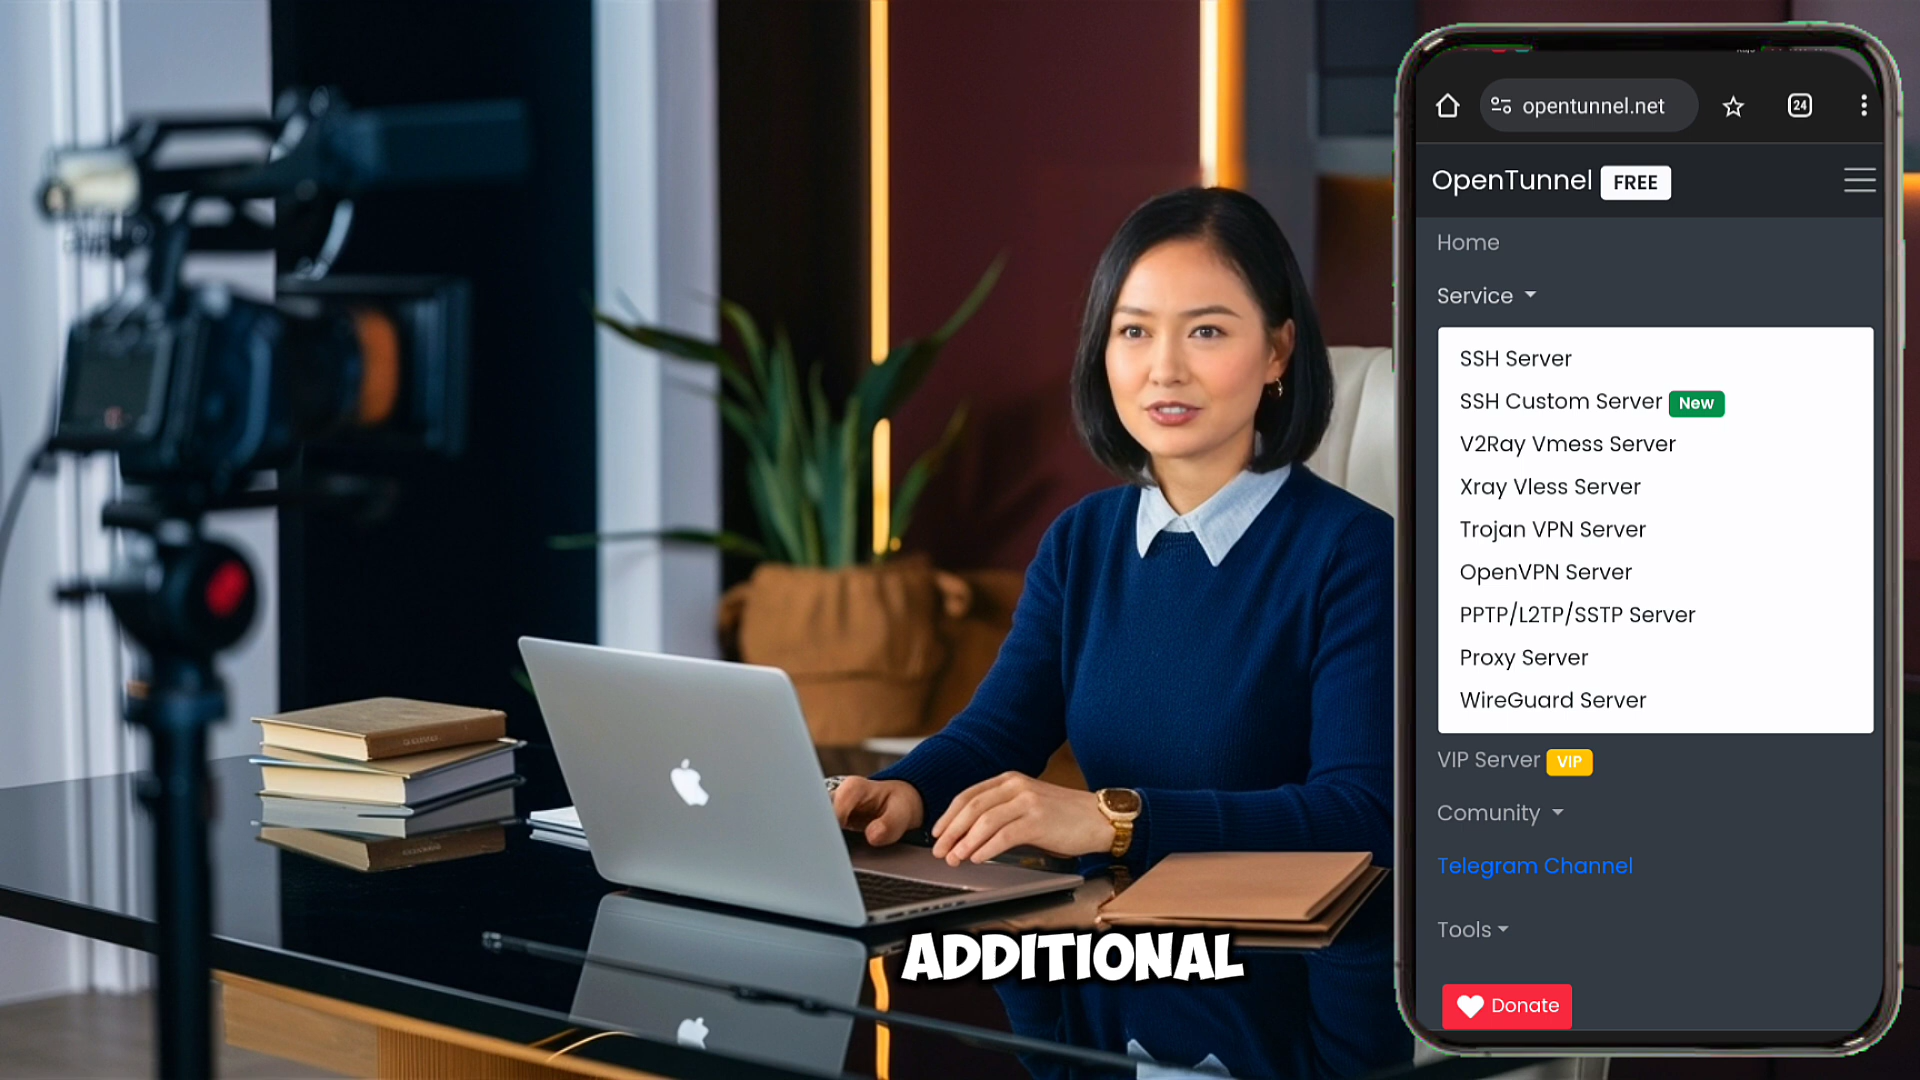 opentunnel.net
24
OpenTunnel FREE
Home
Service
SSH Server
SSH Custom Server New
V2Ray Vmess Server
Xray Vless Server
Trojan VPN Server
OpenVPN Server
PPTP/L2TP/SSTP Server
Proxy Server
WireGuard Server
VIP Server VIP
Comunity
Telegram Channel
Tools
Donate
ADDITIONAL